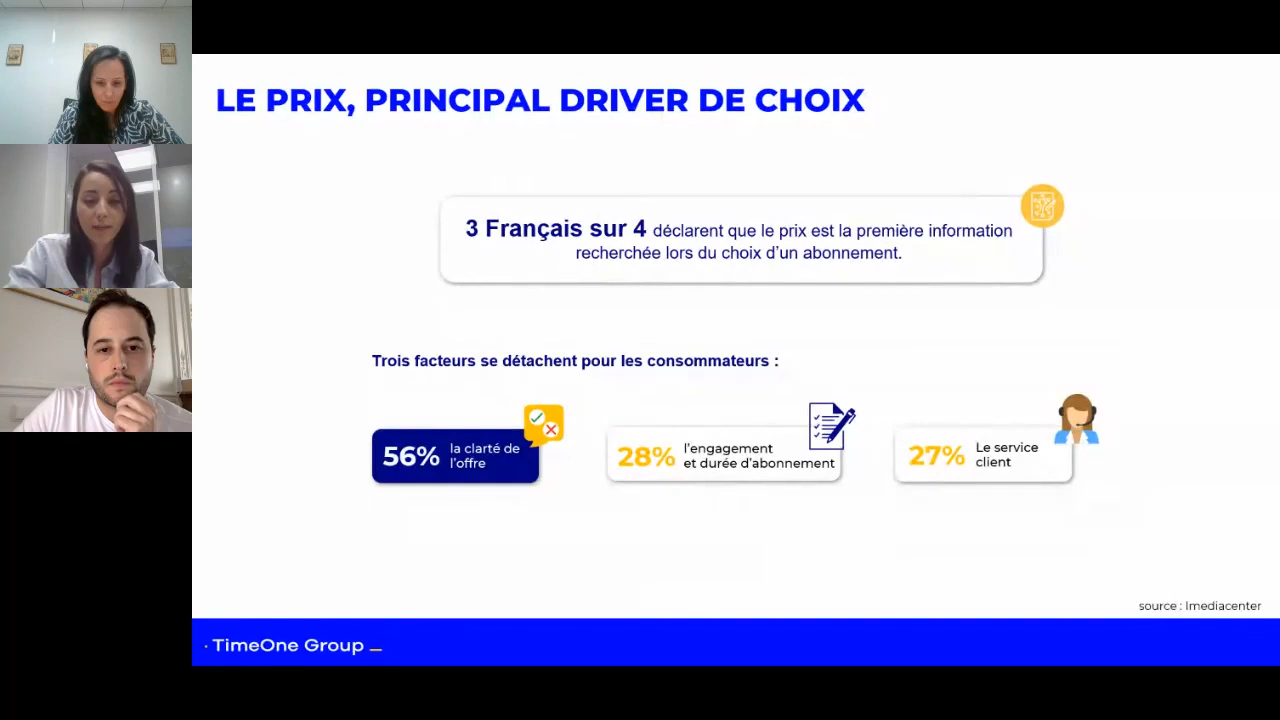 LE PRIX, PRINCIPAL DRIVER DE CHOIX
3 Français sur 4 déclarent que le prix est la première information
recherchée lors du choix d'un abonnement.
Trois facteurs se détachent pour les consommateurs :
56% la clarté de
l'offre
28% l'engagement
et durée d'abonnement
27% Le service
client
source : Imediacenter
· TimeOne Group _